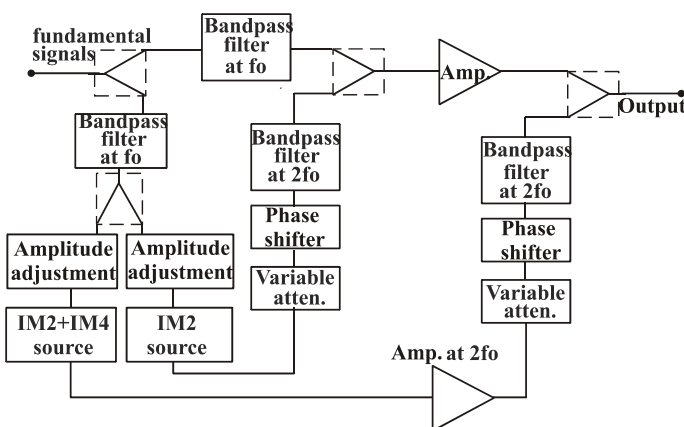 fundamental
signals
Bandpass
filter
at fo
Amp.
Output
Bandpass
filter
at fo
Bandpass
filter
at 2fo
Bandpass
filter
at 2fo
Phase
shifter
Phase
shifter
Amplitude
adjustment
Amplitude
adjustment
Variable
atten.
Variable
atten.
IM2+IM4
source
IM2
source
Amp. at 2fo